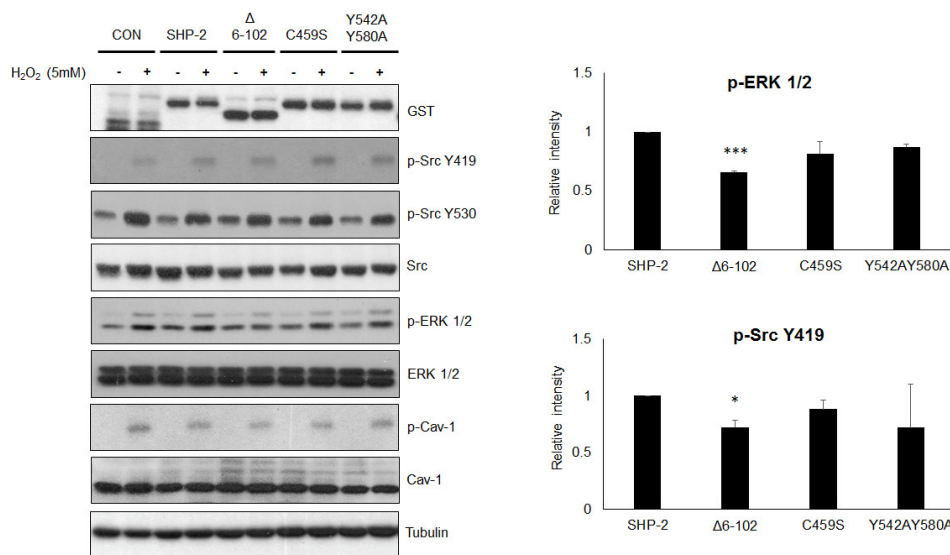 CON
SHP-2
Δ
6-102
C459S
Y542A
Y580A
H₂O₂ (5mM)
- + - + - + - + - +
GST
p-Src Y419
p-Src Y530
Src
p-ERK 1/2
ERK 1/2
p-Cav-1
Cav-1
Tubulin
p-ERK 1/2
Relative intensity
1.5
1
0.5
0
***
SHP-2 Δ6-102 C459S Y542AY580A
p-Src Y419
Relative intensity
1.5
1
0.5
0
*
SHP-2 Δ6-102 C459S Y542AY580A